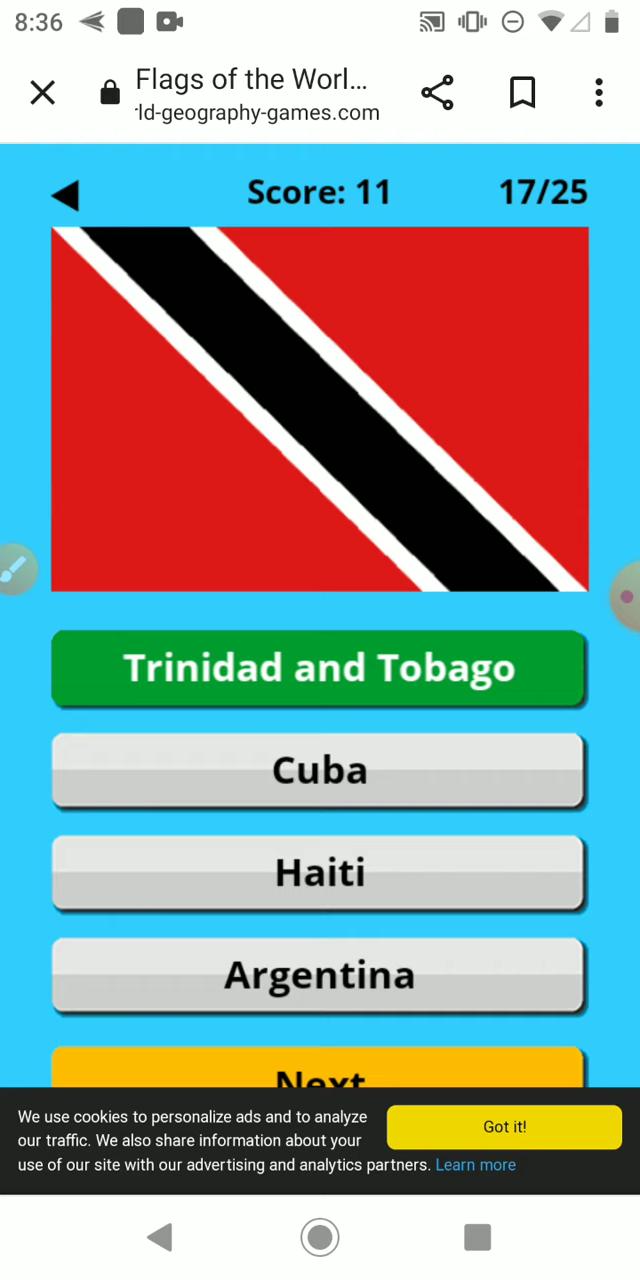 8:36
Flags of the Worl...
rld-geography-games.com
Score: 11
17/25
Trinidad and Tobago
Cuba
Haiti
Argentina
Next
We use cookies to personalize ads and to analyze
our traffic. We also share information about your
use of our site with our advertising and analytics partners. Learn more
Got it!